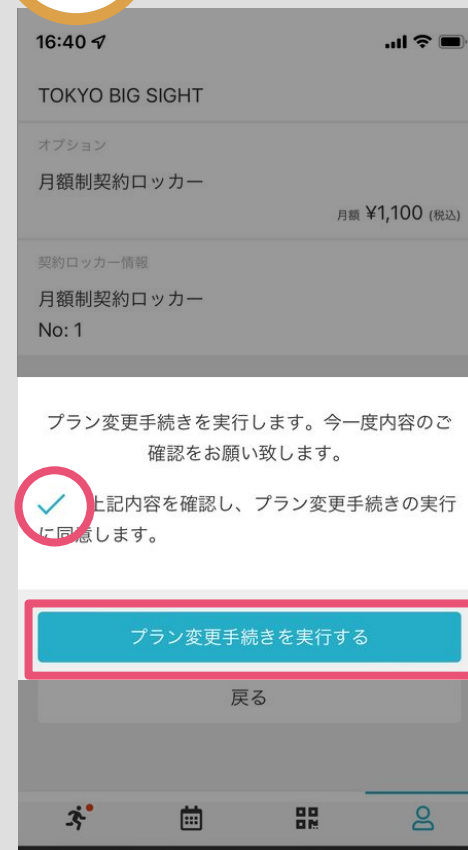 16:40
TOKYO BIG SIGHT
オプション
月額制契約ロッカー
月額 ¥1,100 (税込)
契約ロッカー情報
月額制契約ロッカー
No: 1
プラン変更手続きを実行します。今一度内容のご
確認をお願い致します。
上記内容を確認し、プラン変更手続きの実行
に同意します。
プラン変更手続きを実行する
戻る